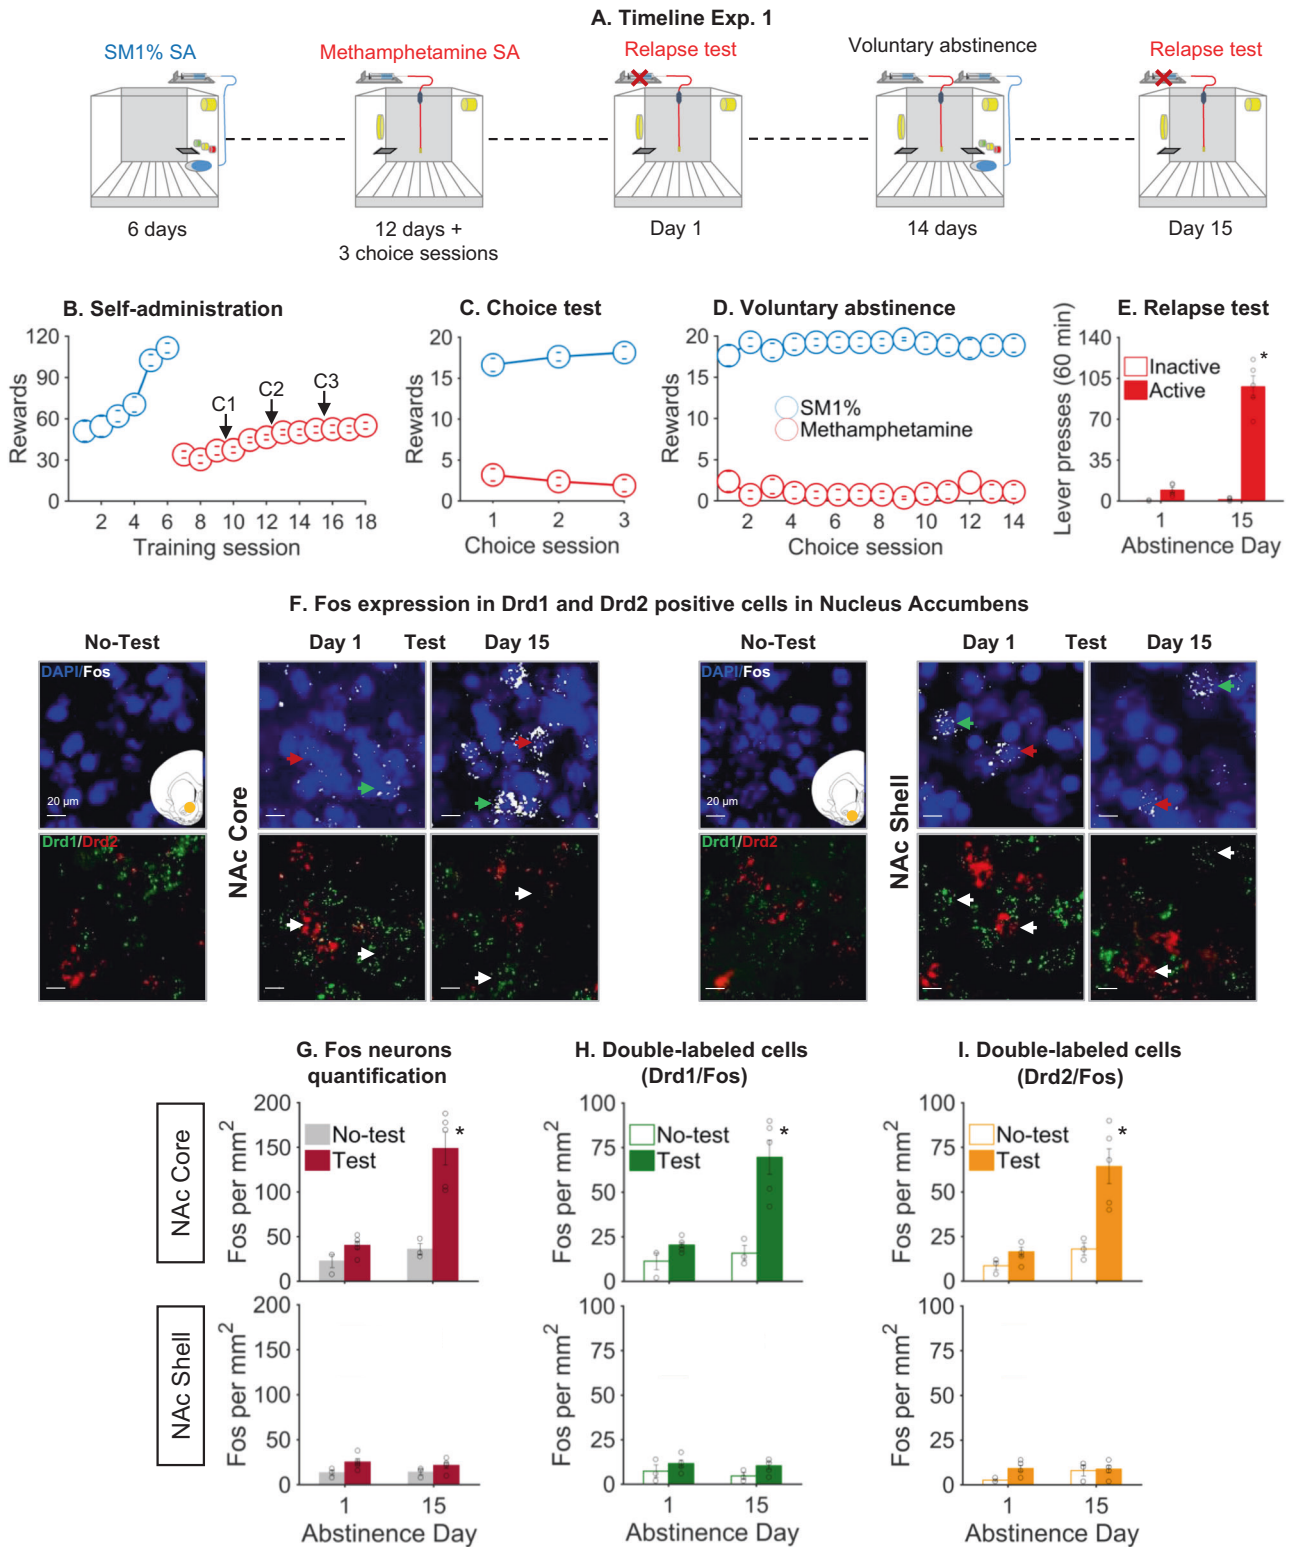 A. Timeline Exp. 1
SM1% SA
Methamphetamine SA
Relapse test
Voluntary abstinence
Relapse test
6 days
12 days +
3 choice sessions
Day 1
14 days
Day 15
B. Self-administration
C. Choice test
D. Voluntary abstinence
E. Relapse test
Rewards
120
90
60
30
0
C1
C2
C3
2 4 6 8 10 12 14 16 18
Training session
Rewards
20
15
10
5
0
1 2 3
Choice session
Rewards
20
15
10
5
0
SM1%
Methamphetamine
2 4 6 8 10 12 14
Choice session
Lever presses (60 min)
140
105
70
35
0
Inactive
Active
*
1 15
Abstinence Day
F. Fos expression in Drd1 and Drd2 positive cells in Nucleus Accumbens
No-Test
Day 1 Test Day 15
No-Test
Day 1 Test Day 15
DAPI/Fos
20 µm
Drd1/Drd2
NAc Core
DAPI/Fos
20 µm
Drd1/Drd2
NAc Shell
G. Fos neurons
quantification
H. Double-labeled cells
(Drd1/Fos)
I. Double-labeled cells
(Drd2/Fos)
NAc Core
Fos per mm2
200
150
100
50
0
No-test
Test
*
Fos per mm2
100
75
50
25
0
No-test
Test
*
Fos per mm2
100
75
50
25
0
No-test
Test
*
NAc Shell
Fos per mm2
200
150
100
50
0
1 15
Abstinence Day
Fos per mm2
100
75
50
25
0
1 15
Abstinence Day
Fos per mm2
100
75
50
25
0
1 15
Abstinence Day